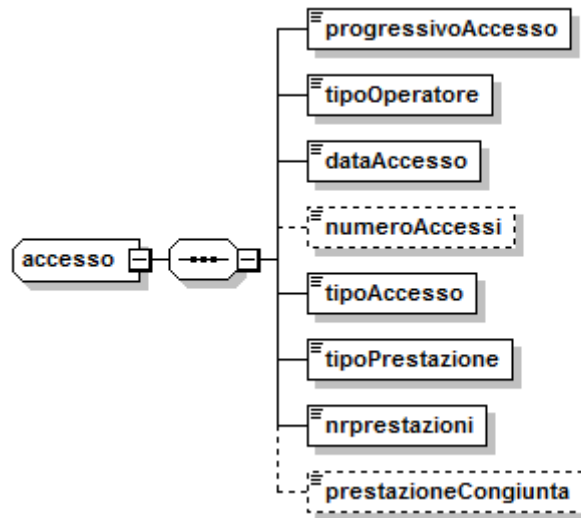 progressivoAccesso
tipoOperatore
dataAccesso
numeroAccessi
accesso
tipoAccesso
tipoPrestazione
nrprestazioni
prestazioneCongiunta